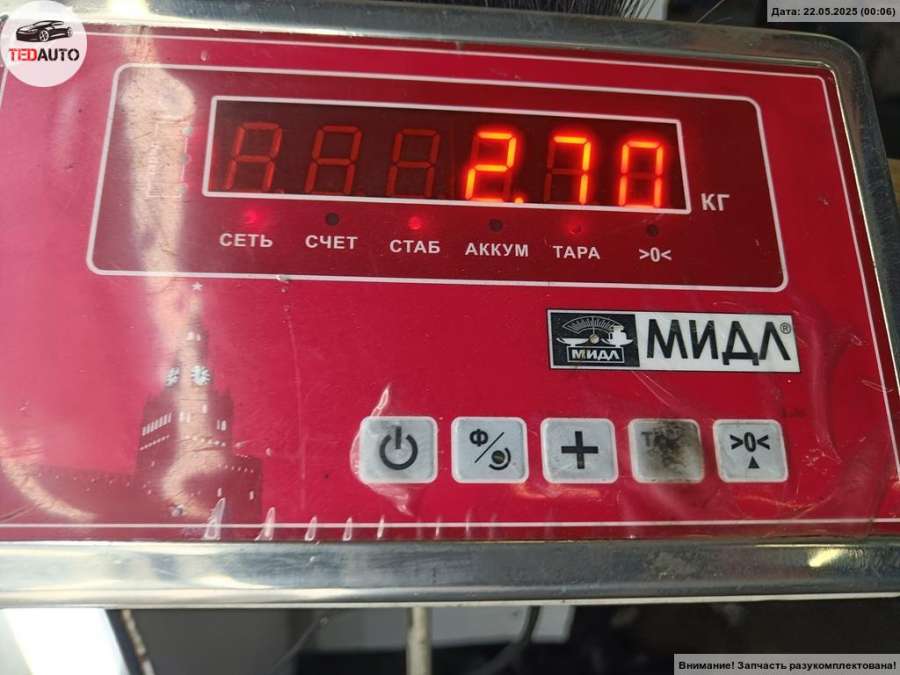 Дата: 22.05.2025 (00:06)
TEDAUTO
2.70
КГ
СЕТЬ СЧЕТ СТАБ АККУМ ТАРА >0<
МИДЛ
МИДЛ®
Ф/
+
>0<
Внимание! Запчасть разукомплектована!